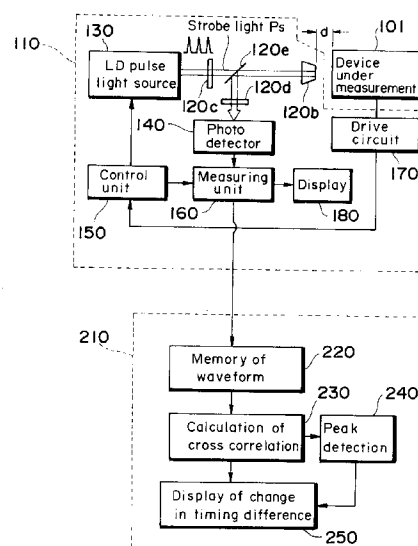 110
130
LD pulse
light source
Strobe light Ps
120e
d
101
Device under
measurement
120c
120d
120b
140
Photo
detector
Drive
circuit
170
Control
unit
150
Measuring
unit
160
Display
180
210
Memory of
waveform
220
230
Calculation of
cross correlation
240
Peak
detection
Display of change
in timing difference
250